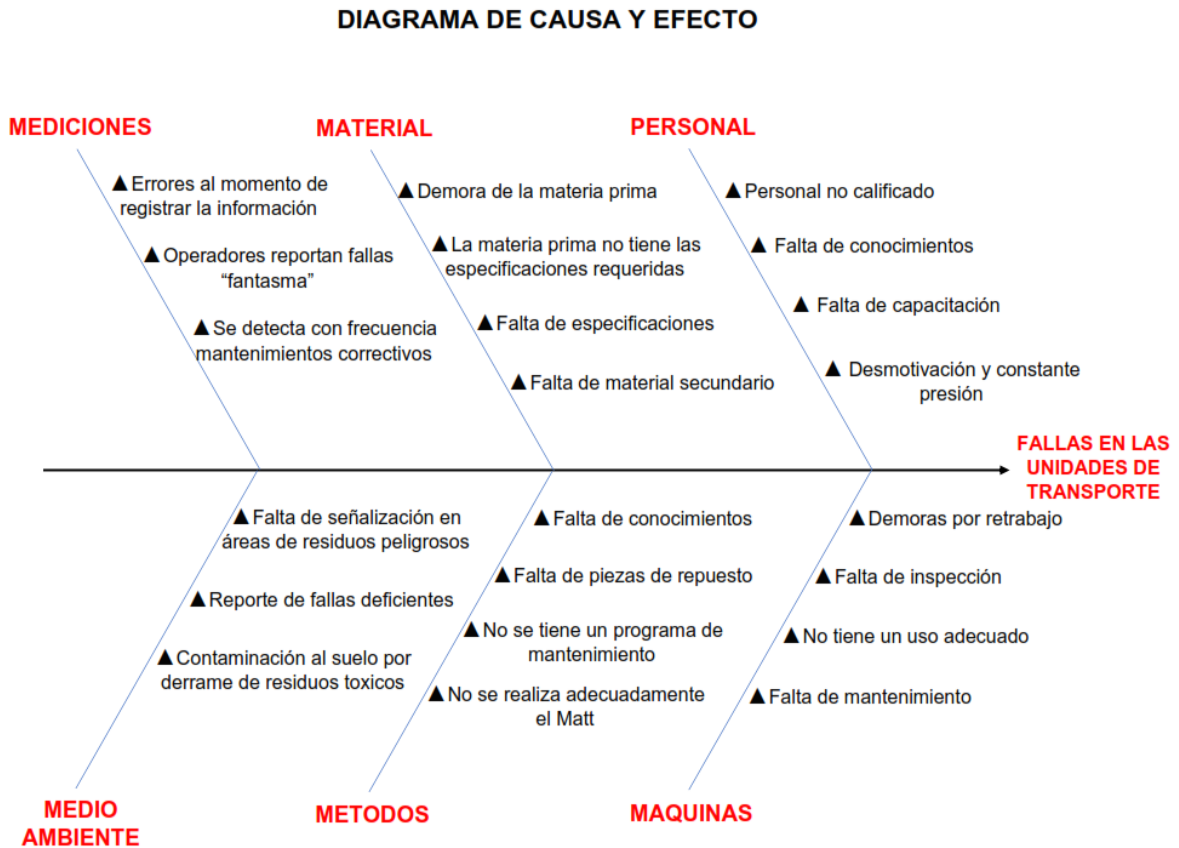 DIAGRAMA DE CAUSA Y EFECTO
MEDICIONES
▲Errores al momento de
registrar la información
▲Operadores reportan fallas
“fantasma”
▲Se detecta con frecuencia
mantenimientos correctivos
MATERIAL
▲Demora de la materia prima
▲La materia prima no tiene las
especificaciones requeridas
▲Falta de especificaciones
▲Falta de material secundario
PERSONAL
▲Personal no calificado
▲ Falta de conocimientos
▲ Falta de capacitación
▲ Desmotivación y constante
presión
FALLAS EN LAS
UNIDADES DE
TRANSPORTE
▲Falta de señalización en
áreas de residuos peligrosos
▲Reporte de fallas deficientes
▲Contaminación al suelo por
derrame de residuos toxicos
MEDIO
AMBIENTE
▲Falta de conocimientos
▲Falta de piezas de repuesto
▲No se tiene un programa de
mantenimiento
▲No se realiza adecuadamente
el Matt
METODOS
▲Demoras por retrabajo
▲Falta de inspección
▲No tiene un uso adecuado
▲Falta de mantenimiento
MAQUINAS